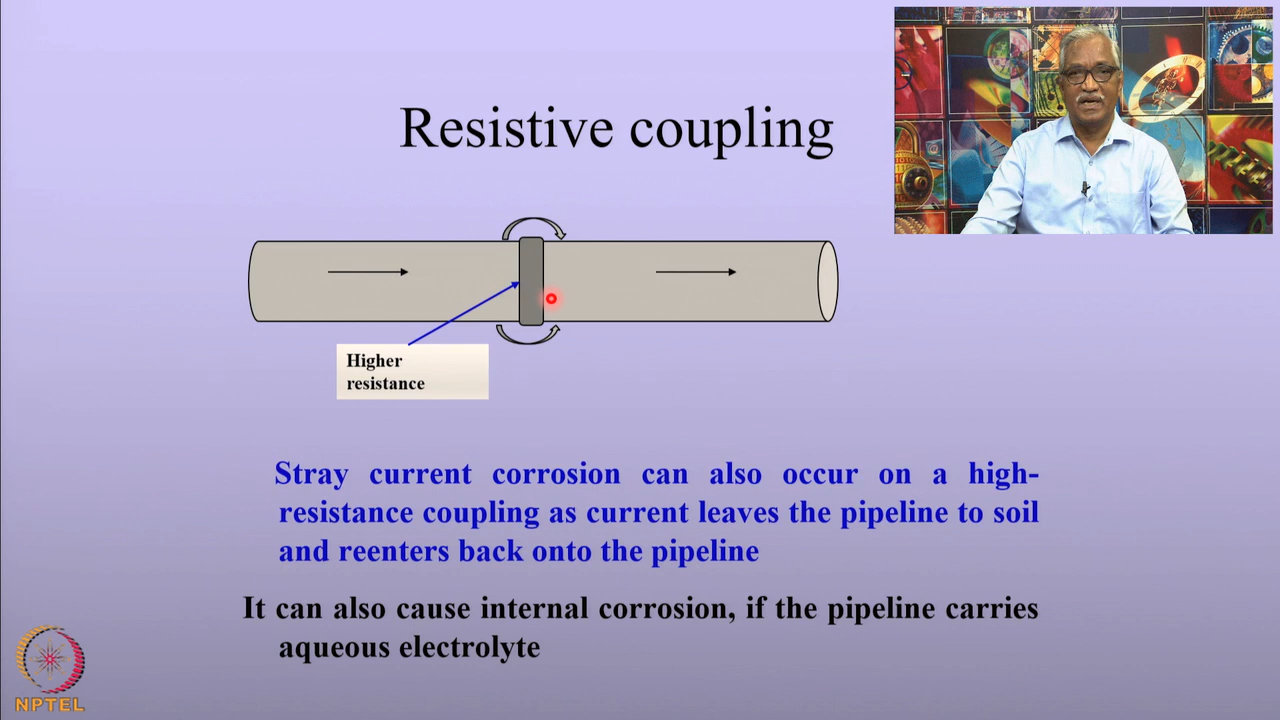 Resistive coupling
Higher
resistance
Stray current corrosion can also occur on a high-
resistance coupling as current leaves the pipeline to soil
and reenters back onto the pipeline
It can also cause internal corrosion, if the pipeline carries
aqueous electrolyte
NPTEL